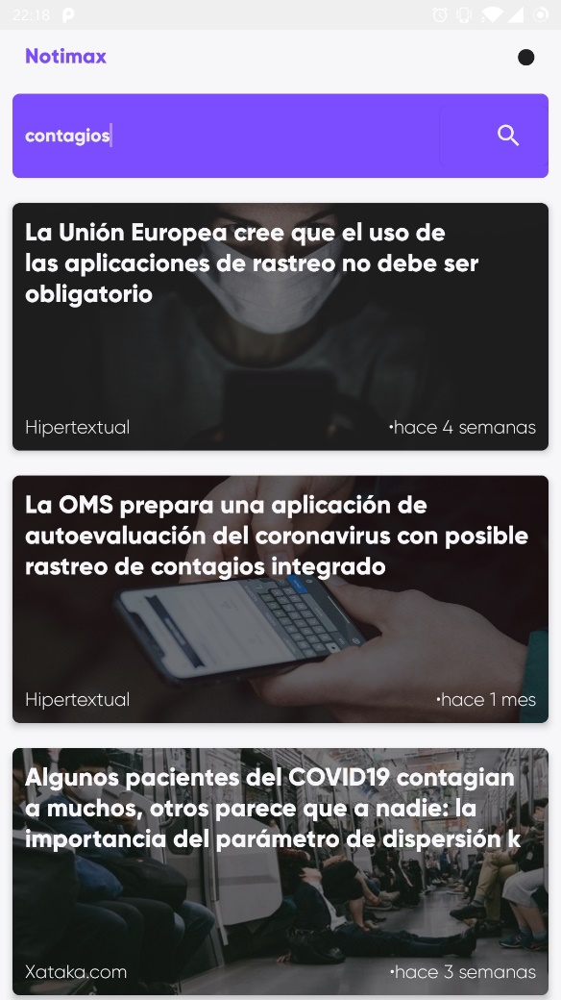 22:18
Notimax
contagios
La Unión Europea cree que el uso de
las aplicaciones de rastreo no debe ser
obligatorio
Hipertextual •hace 4 semanas
La OMS prepara una aplicación de
autoevaluación del coronavirus con posible
rastreo de contagios integrado
Hipertextual •hace 1 mes
Algunos pacientes del COVID19 contagian
a muchos, otros parece que a nadie: la
importancia del parámetro de dispersión k
Xataka.com •hace 3 semanas